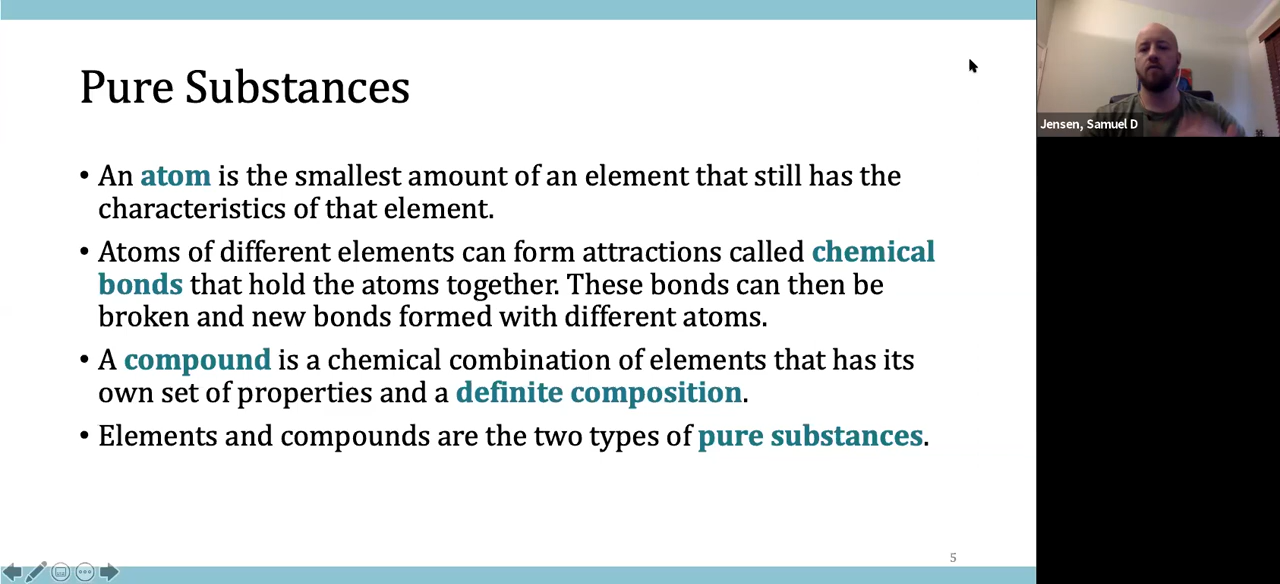 Pure Substances
• An atom is the smallest amount of an element that still has the
characteristics of that element.
• Atoms of different elements can form attractions called chemical
bonds that hold the atoms together. These bonds can then be
broken and new bonds formed with different atoms.
• A compound is a chemical combination of elements that has its
own set of properties and a definite composition.
• Elements and compounds are the two types of pure substances.
5
Jensen, Samuel D